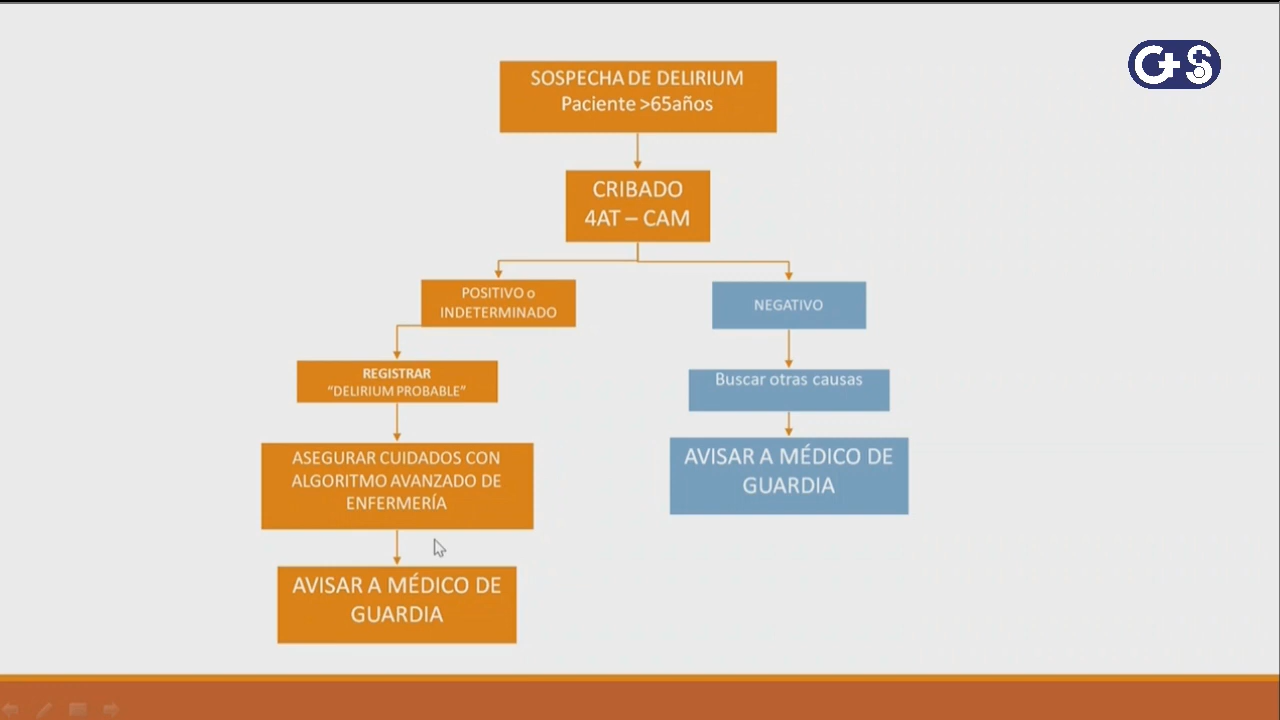 G+S
SOSPECHA DE DELIRIUM
Paciente >65años
CRIBADO
4AT – CAM
POSITIVO o
INDETERMINADO
NEGATIVO
REGISTRAR
“DELIRIUM PROBABLE”
Buscar otras causas
ASEGURAR CUIDADOS CON
ALGORITMO AVANZADO DE
ENFERMERÍA
AVISAR A MÉDICO DE
GUARDIA
AVISAR A MÉDICO DE
GUARDIA